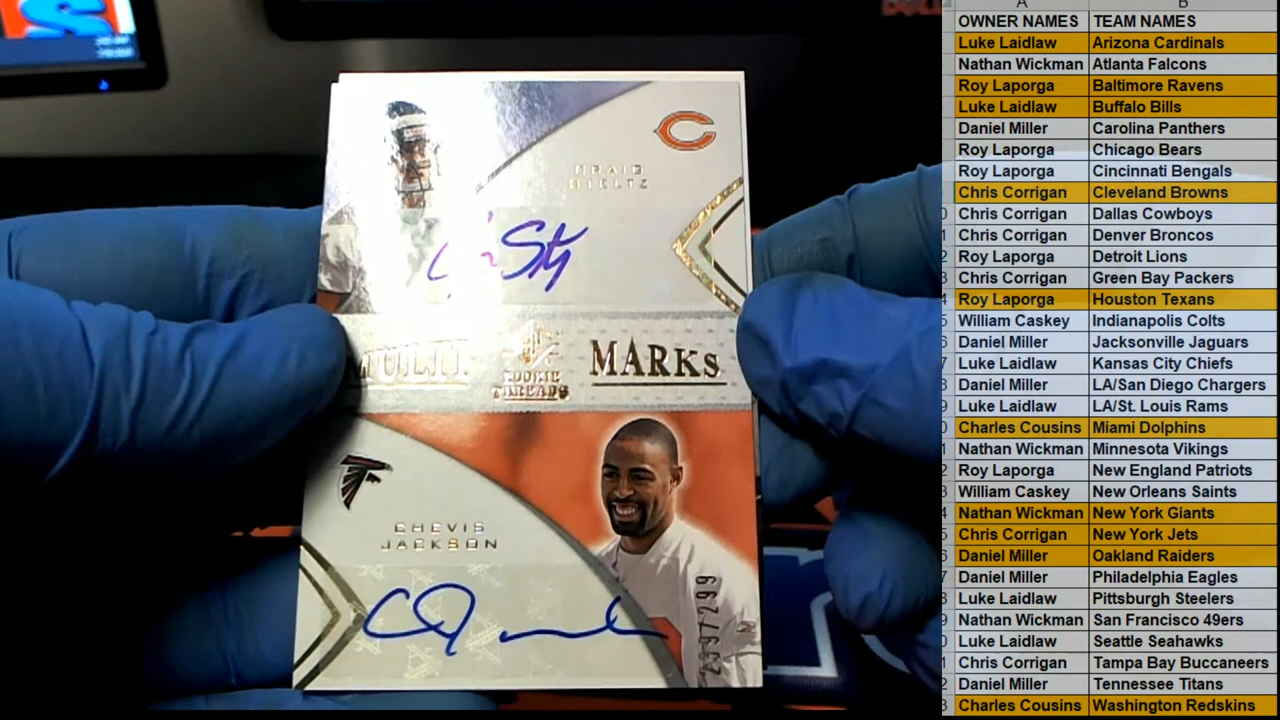 CRAIG
STELTZ
MULTI MARKS
ROOKIE
THREADS
CHEVIS
JACKSON
A B
OWNER NAMES TEAM NAMES
Luke Laidlaw Arizona Cardinals
Nathan Wickman Atlanta Falcons
Roy Laporga Baltimore Ravens
Luke Laidlaw Buffalo Bills
Daniel Miller Carolina Panthers
Roy Laporga Chicago Bears
Roy Laporga Cincinnati Bengals
Chris Corrigan Cleveland Browns
Chris Corrigan Dallas Cowboys
Chris Corrigan Denver Broncos
Roy Laporga Detroit Lions
Chris Corrigan Green Bay Packers
Roy Laporga Houston Texans
William Caskey Indianapolis Colts
Daniel Miller Jacksonville Jaguars
Luke Laidlaw Kansas City Chiefs
Daniel Miller LA/San Diego Chargers
Luke Laidlaw LA/St. Louis Rams
Charles Cousins Miami Dolphins
Nathan Wickman Minnesota Vikings
Roy Laporga New England Patriots
William Caskey New Orleans Saints
Nathan Wickman New York Giants
Chris Corrigan New York Jets
Daniel Miller Oakland Raiders
Daniel Miller Philadelphia Eagles
Luke Laidlaw Pittsburgh Steelers
Nathan Wickman San Francisco 49ers
Luke Laidlaw Seattle Seahawks
Chris Corrigan Tampa Bay Buccaneers
Daniel Miller Tennessee Titans
Charles Cousins Washington Redskins